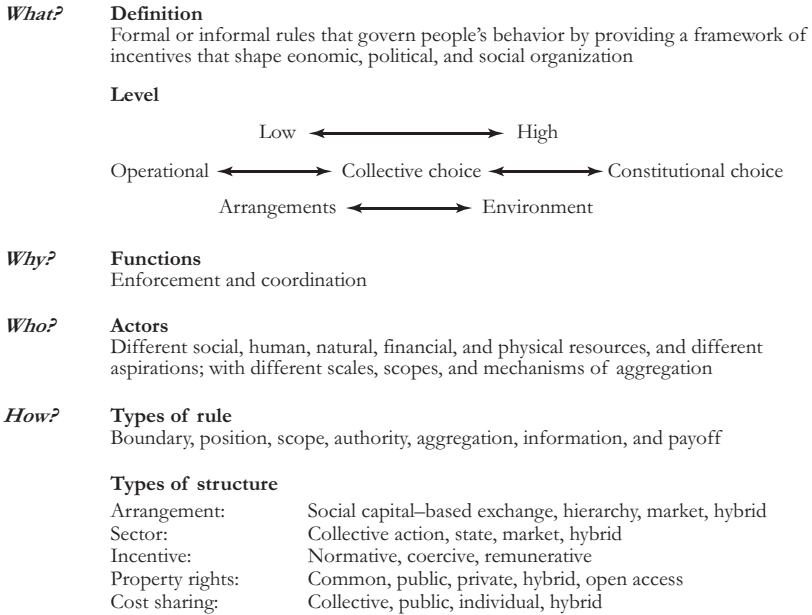 What? Definition
Formal or informal rules that govern people's behavior by providing a framework of
incentives that shape eonomic, political, and social organization
Level
Low High
Operational Collective choice Constitutional choice
Arrangements Environment
Why? Functions
Enforcement and coordination
Who? Actors
Different social, human, natural, financial, and physical resources, and different
aspirations; with different scales, scopes, and mechanisms of aggregation
How? Types of rule
Boundary, position, scope, authority, aggregation, information, and payoff
Types of structure
Arrangement: Social capital–based exchange, hierarchy, market, hybrid
Sector: Collective action, state, market, hybrid
Incentive: Normative, coercive, remunerative
Property rights: Common, public, private, hybrid, open access
Cost sharing: Collective, public, individual, hybrid